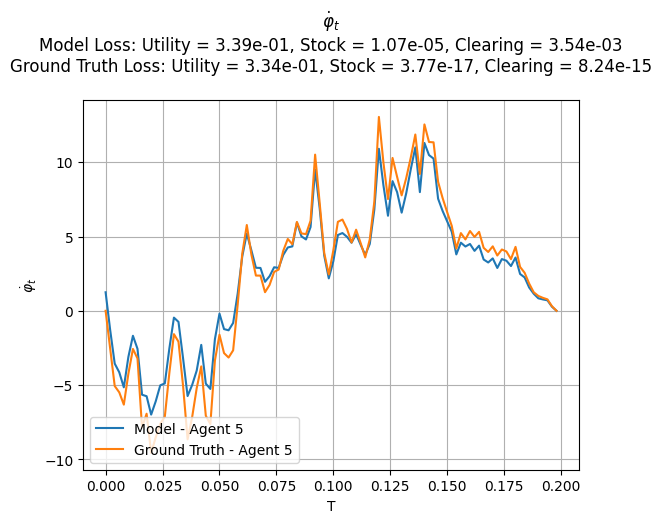 φ̇ₜ
Model Loss: Utility = 3.39e-01, Stock = 1.07e-05, Clearing = 3.54e-03
Ground Truth Loss: Utility = 3.34e-01, Stock = 3.77e-17, Clearing = 8.24e-15
10
5
0
−5
−10
φ̇ₜ
Model - Agent 5
Ground Truth - Agent 5
0.000 0.025 0.050 0.075 0.100 0.125 0.150 0.175 0.200
T